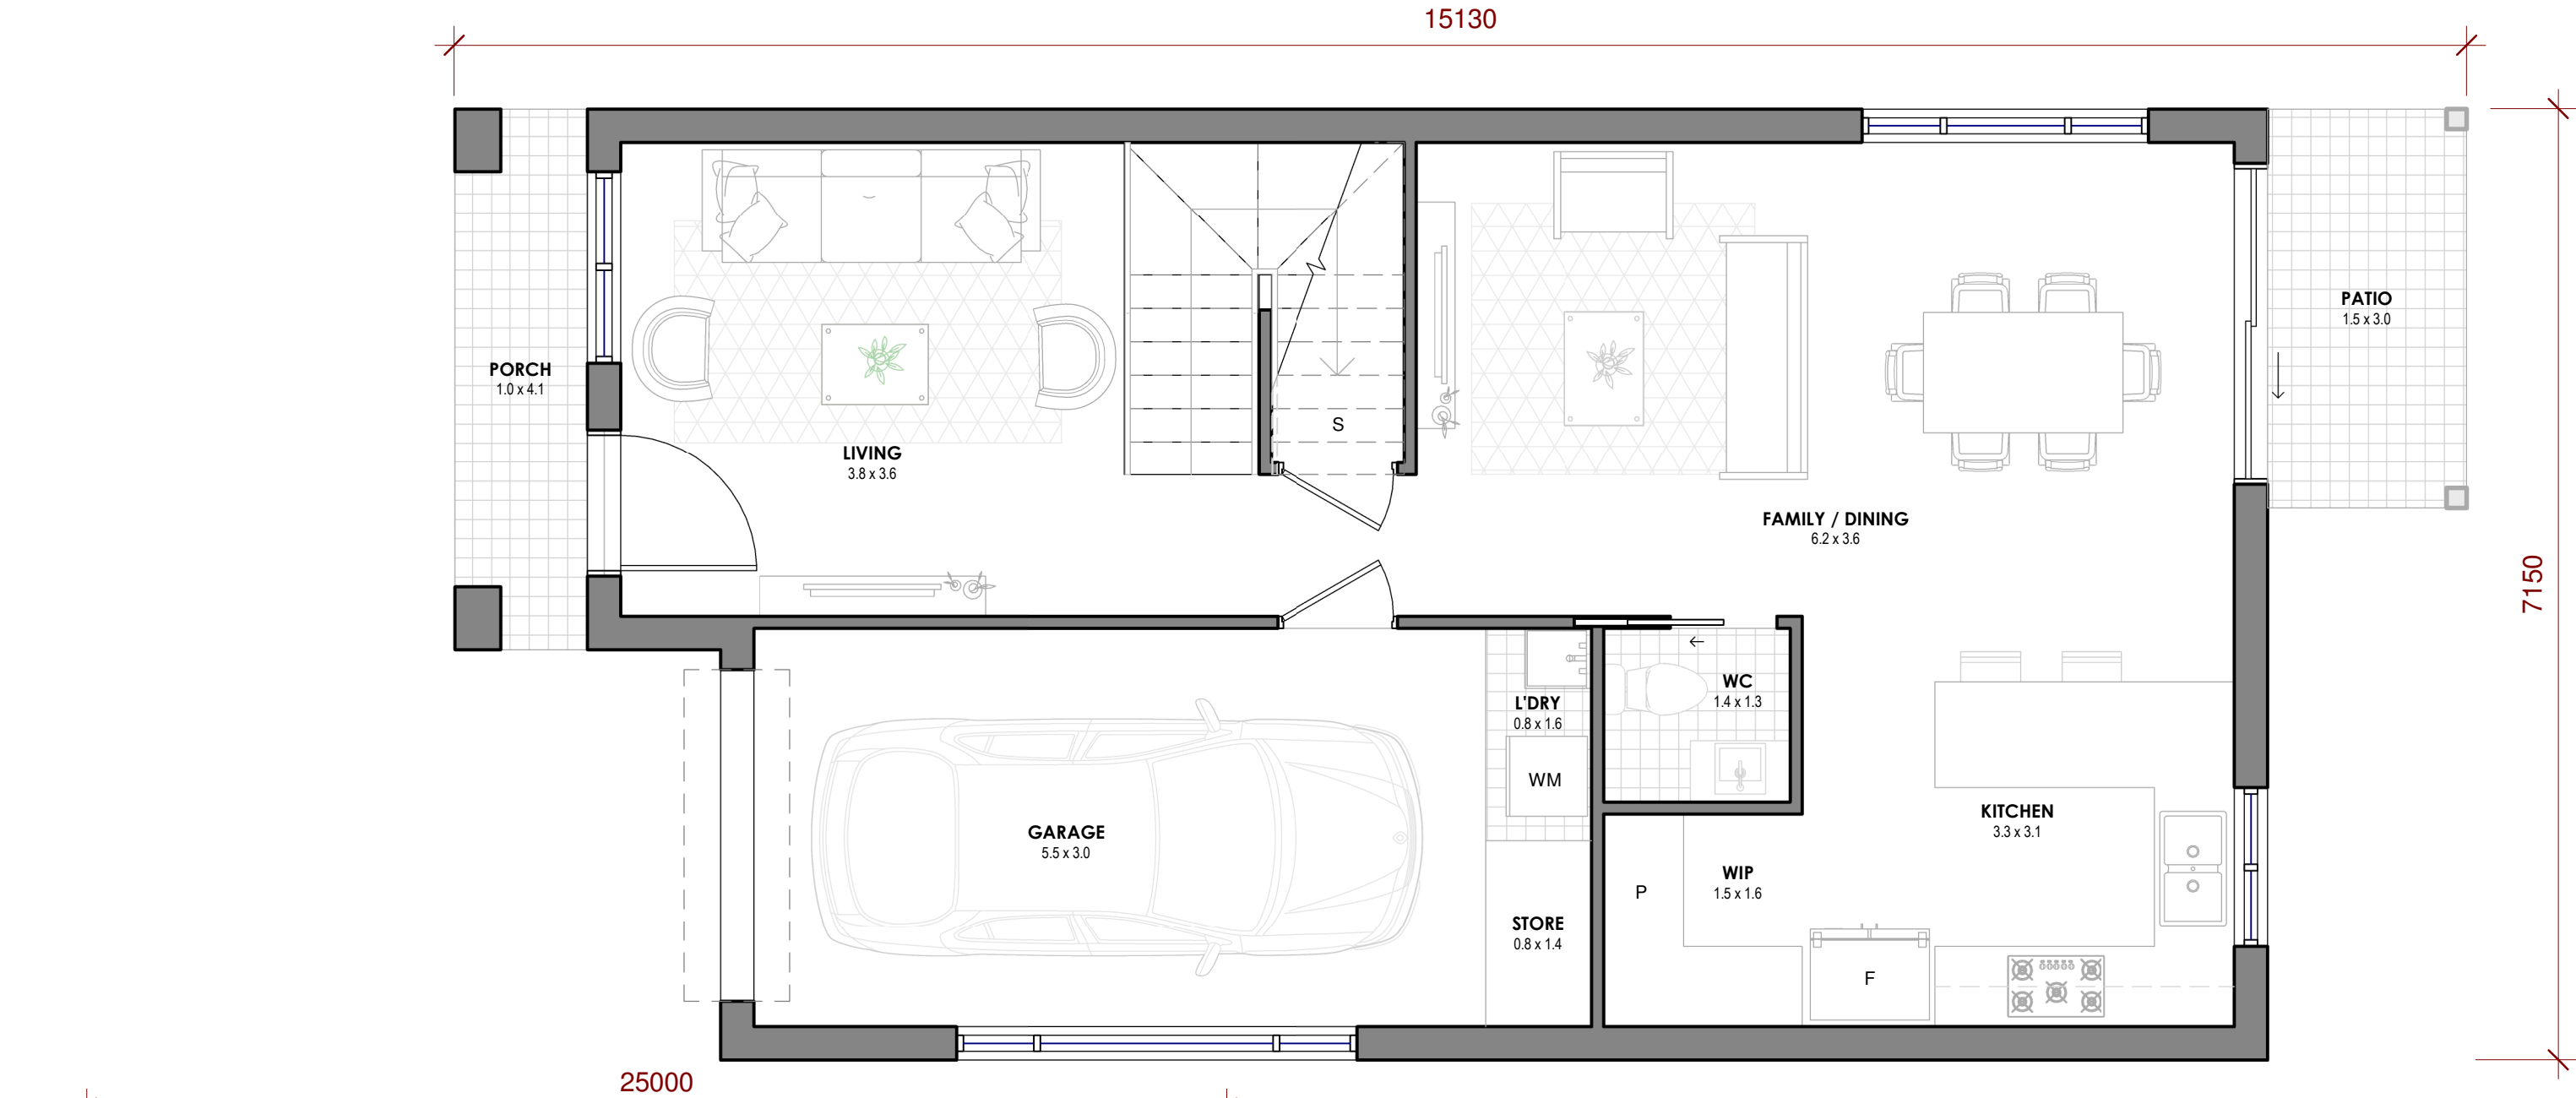 15130
PATIO
1.5 x 3.0
PORCH
1.0 x 4.1
S
LIVING
3.8 x 3.6
FAMILY / DINING
6.2 x 3.6
7150
WC
1.4 x 1.3
L'DRY
0.8 x 1.6
WM
KITCHEN
3.3 x 3.1
GARAGE
5.5 x 3.0
WIP
1.5 x 1.6
P
STORE
0.8 x 1.4
F
25000